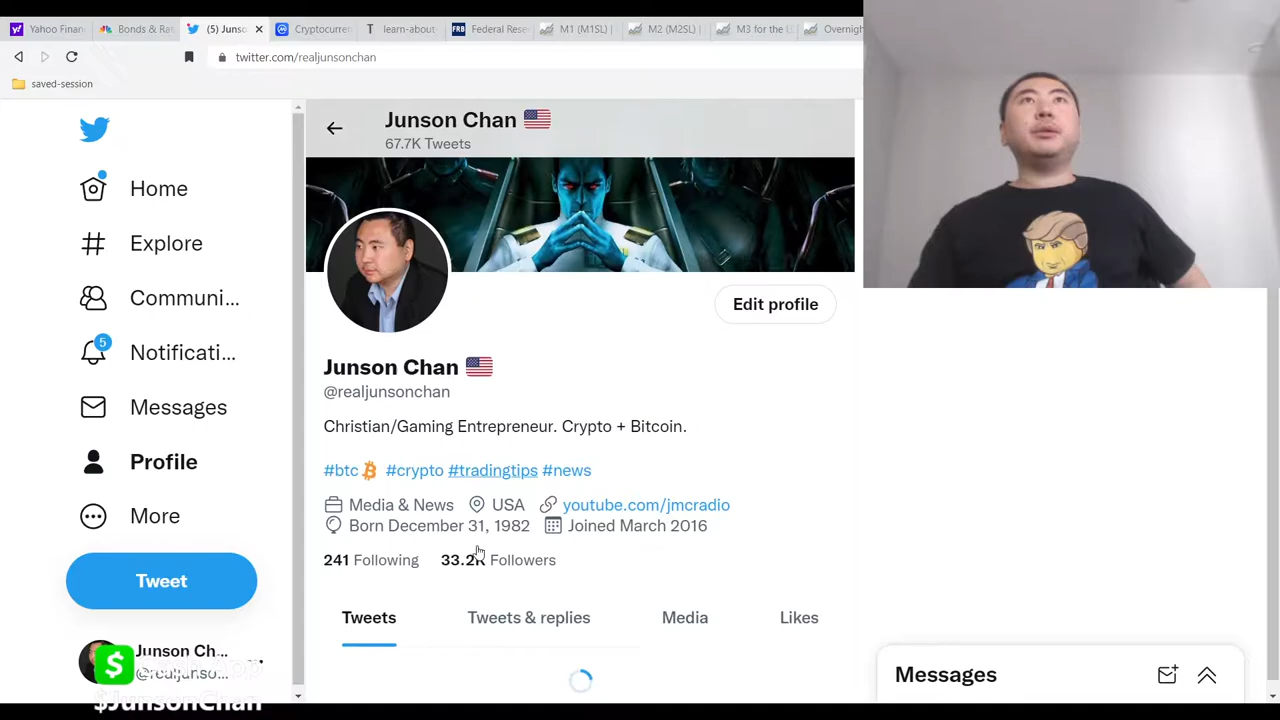 Yahoo Finan
Bonds & Ra
(5) Junso
Cryptocurren
learn-about
Federal Rese
M1 (M1SL)
M2 (M2SL)
M3 for the
Overnigh
twitter.com/realjunsonchan
saved-session
Junson Chan
67.7K Tweets
Home
Explore
Communi...
5
Notificati...
Messages
Profile
More
Tweet
Junson Ch...
@realjunso...
$JunsonChan
Edit profile
Junson Chan
@realjunsonchan
Christian/Gaming Entrepreneur. Crypto + Bitcoin.
#btc #crypto #tradingtips #news
Media & News USA youtube.com/jmcradio
Born December 31, 1982 Joined March 2016
241 Following 33.2K Followers
Tweets Tweets & replies Media Likes
Messages